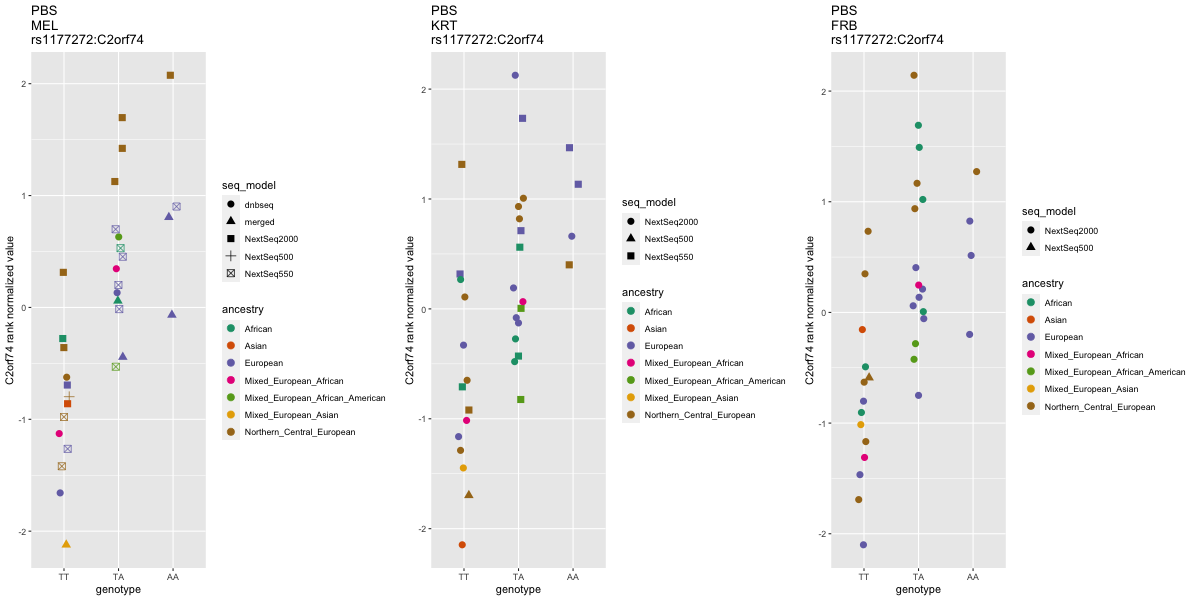 PBS
MEL
rs1177272:C2orf74
C2orf74 rank normalized value
2
1
0
-1
-2
TT
TA
AA
genotype
seq_model
dnbseq
merged
NextSeq2000
NextSeq500
NextSeq550
ancestry
African
Asian
European
Mixed_European_African
Mixed_European_African_American
Mixed_European_Asian
Northern_Central_European
PBS
KRT
rs1177272:C2orf74
C2orf74 rank normalized value
2
1
0
-1
-2
TT
TA
AA
genotype
seq_model
NextSeq2000
NextSeq500
NextSeq550
ancestry
African
Asian
European
Mixed_European_African
Mixed_European_African_American
Mixed_European_Asian
Northern_Central_European
PBS
FRB
rs1177272:C2orf74
C2orf74 rank normalized value
2
1
0
-1
-2
TT
TA
AA
genotype
seq_model
NextSeq2000
NextSeq500
ancestry
African
Asian
European
Mixed_European_African
Mixed_European_African_American
Mixed_European_Asian
Northern_Central_European